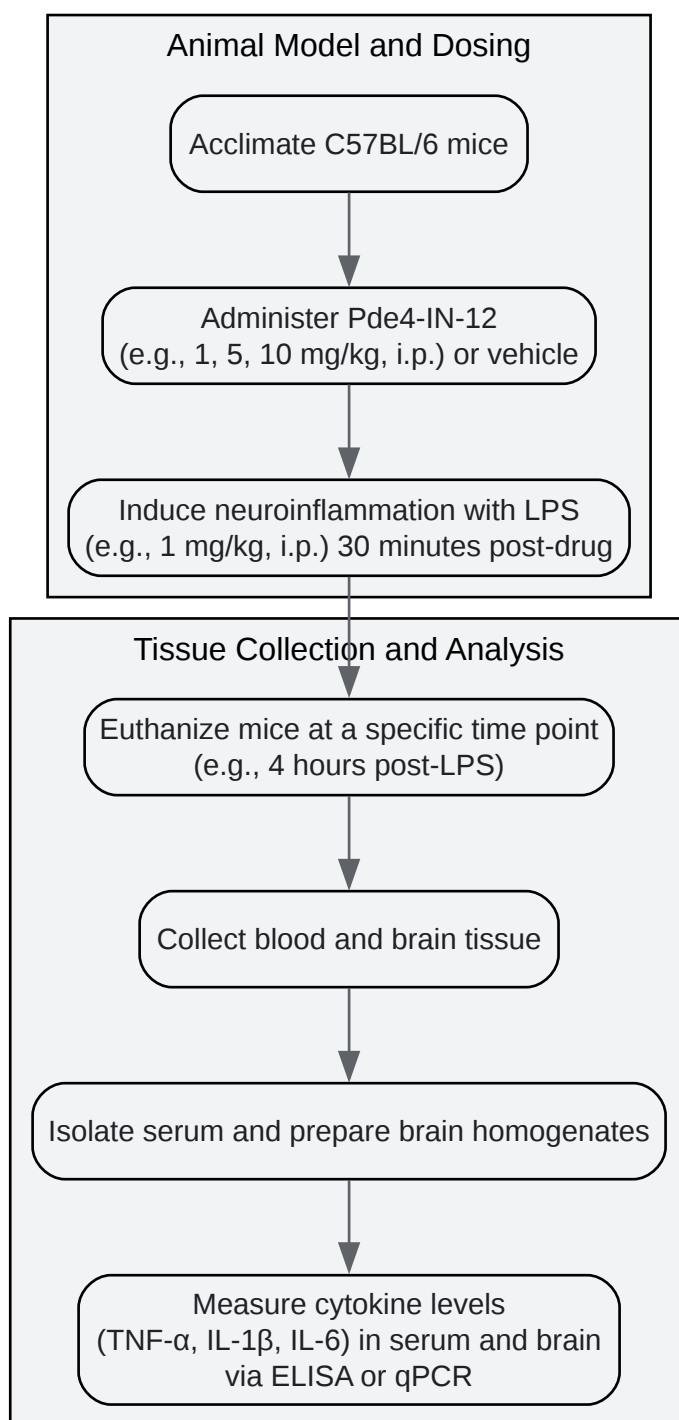 Animal Model and Dosing
Acclimate C57BL/6 mice
Administer Pde4-IN-12
(e.g., 1, 5, 10 mg/kg, i.p.) or vehicle
Induce neuroinflammation with LPS
(e.g., 1 mg/kg, i.p.) 30 minutes post-drug
Tissue Collection and Analysis
Euthanize mice at a specific time point
(e.g., 4 hours post-LPS)
Collect blood and brain tissue
Isolate serum and prepare brain homogenates
Measure cytokine levels
(TNF-α, IL-1β, IL-6) in serum and brain
via ELISA or qPCR